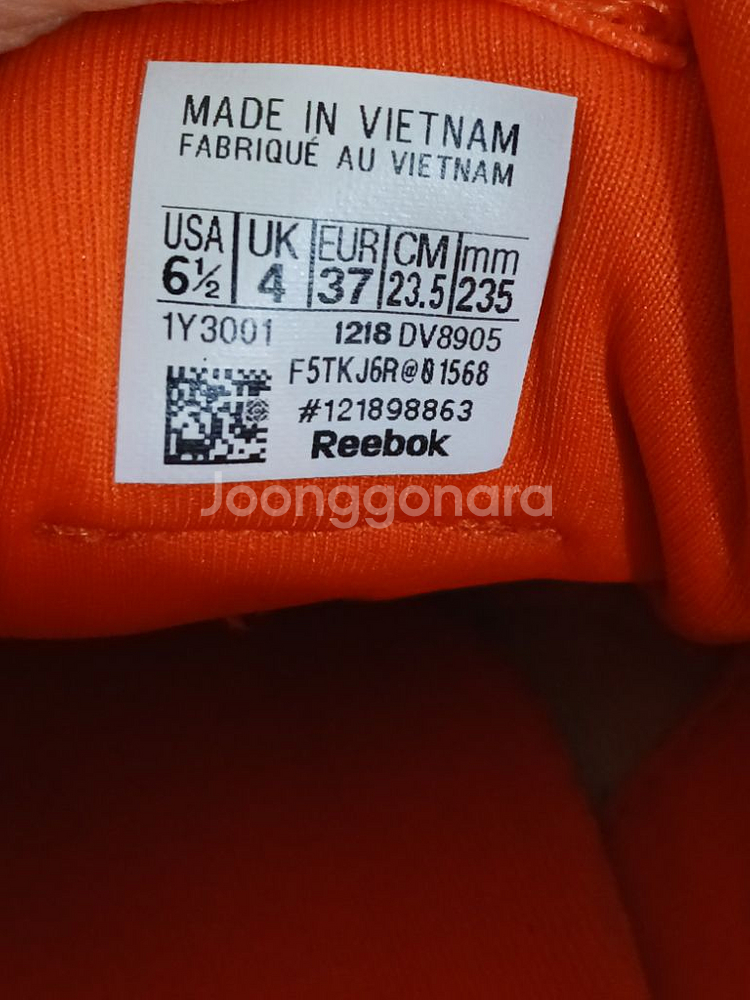 MADE IN VIETNAM
FABRIQUÉ AU VIETNAM
USA UK EUR CM mm
6½ 4 37 23.5 235
1Y3001 1218 DV8905
F5TKJ6R@01568
#121898863
Reebok
Joonggonara